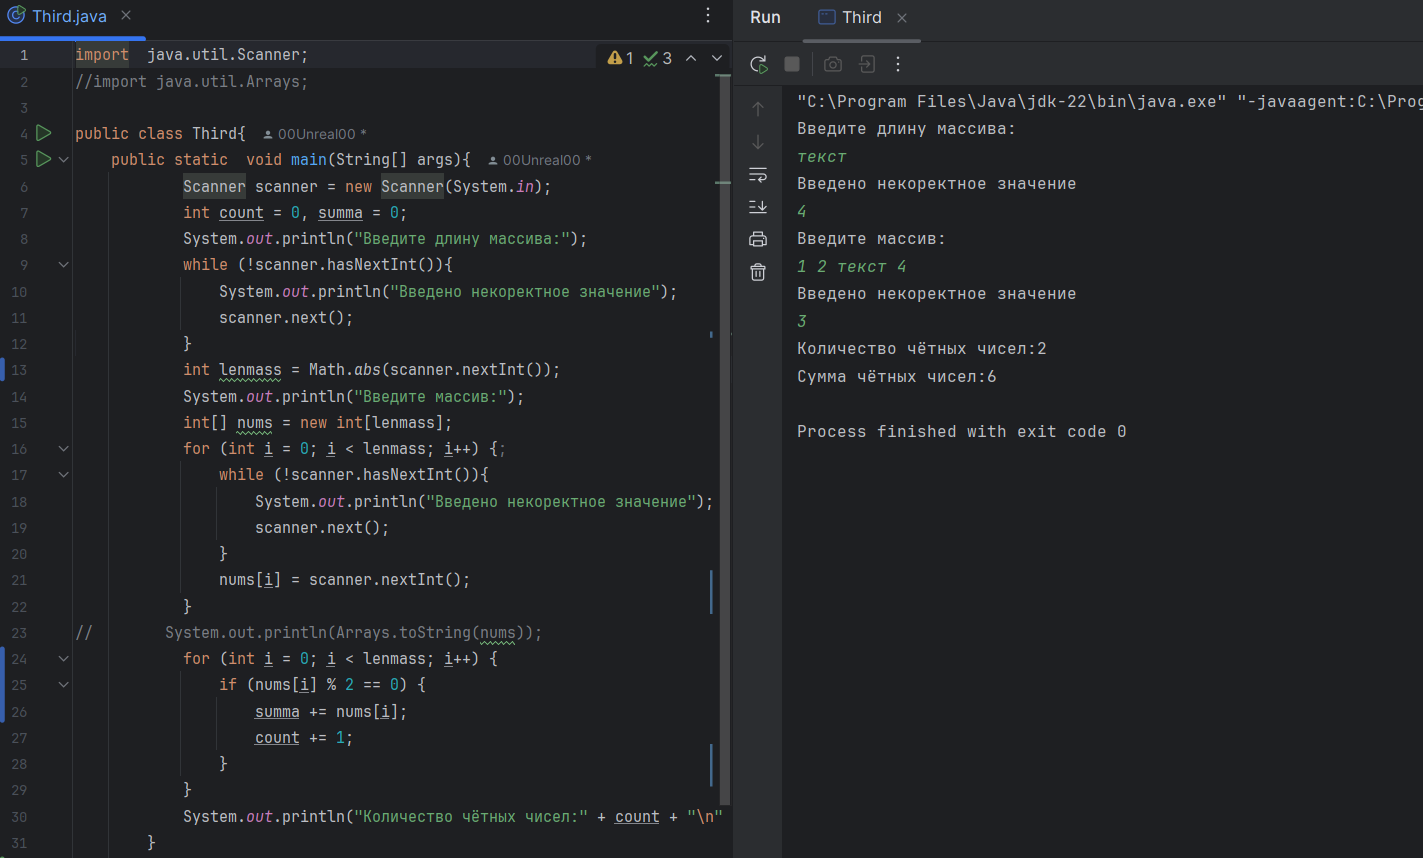 Third.java
1 import  java.util.Scanner;
1 3
2 //import java.util.Arrays;
3
4 public class Third{ 00Unreal00 *
5 public static  void main(String[] args){ 00Unreal00 *
6 Scanner scanner = new Scanner(System.in);
7 int count = 0, summa = 0;
8 System.out.println("Введите длину массива:");
9 while (!scanner.hasNextInt()){
10 System.out.println("Введено некоректное значение");
11 scanner.next();
12 }
13 int lenmass = Math.abs(scanner.nextInt());
14 System.out.println("Введите массив:");
15 int[] nums = new int[lenmass];
16 for (int i = 0; i < lenmass; i++) {;
17 while (!scanner.hasNextInt()){
18 System.out.println("Введено некоректное значение");
19 scanner.next();
20 }
21 nums[i] = scanner.nextInt();
22 }
23 //        System.out.println(Arrays.toString(nums));
24 for (int i = 0; i < lenmass; i++) {
25 if (nums[i] % 2 == 0) {
26 summa += nums[i];
27 count += 1;
28 }
29 }
30 System.out.println("Количество чётных чисел:" + count + "\n"
31 }
Run Third
"C:\Program Files\Java\jdk-22\bin\java.exe" "-javaagent:C:\Prog
Введите длину массива:
текст
Введено некоректное значение
4
Введите массив:
1 2 текст 4
Введено некоректное значение
3
Количество чётных чисел:2
Сумма чётных чисел:6
Process finished with exit code 0